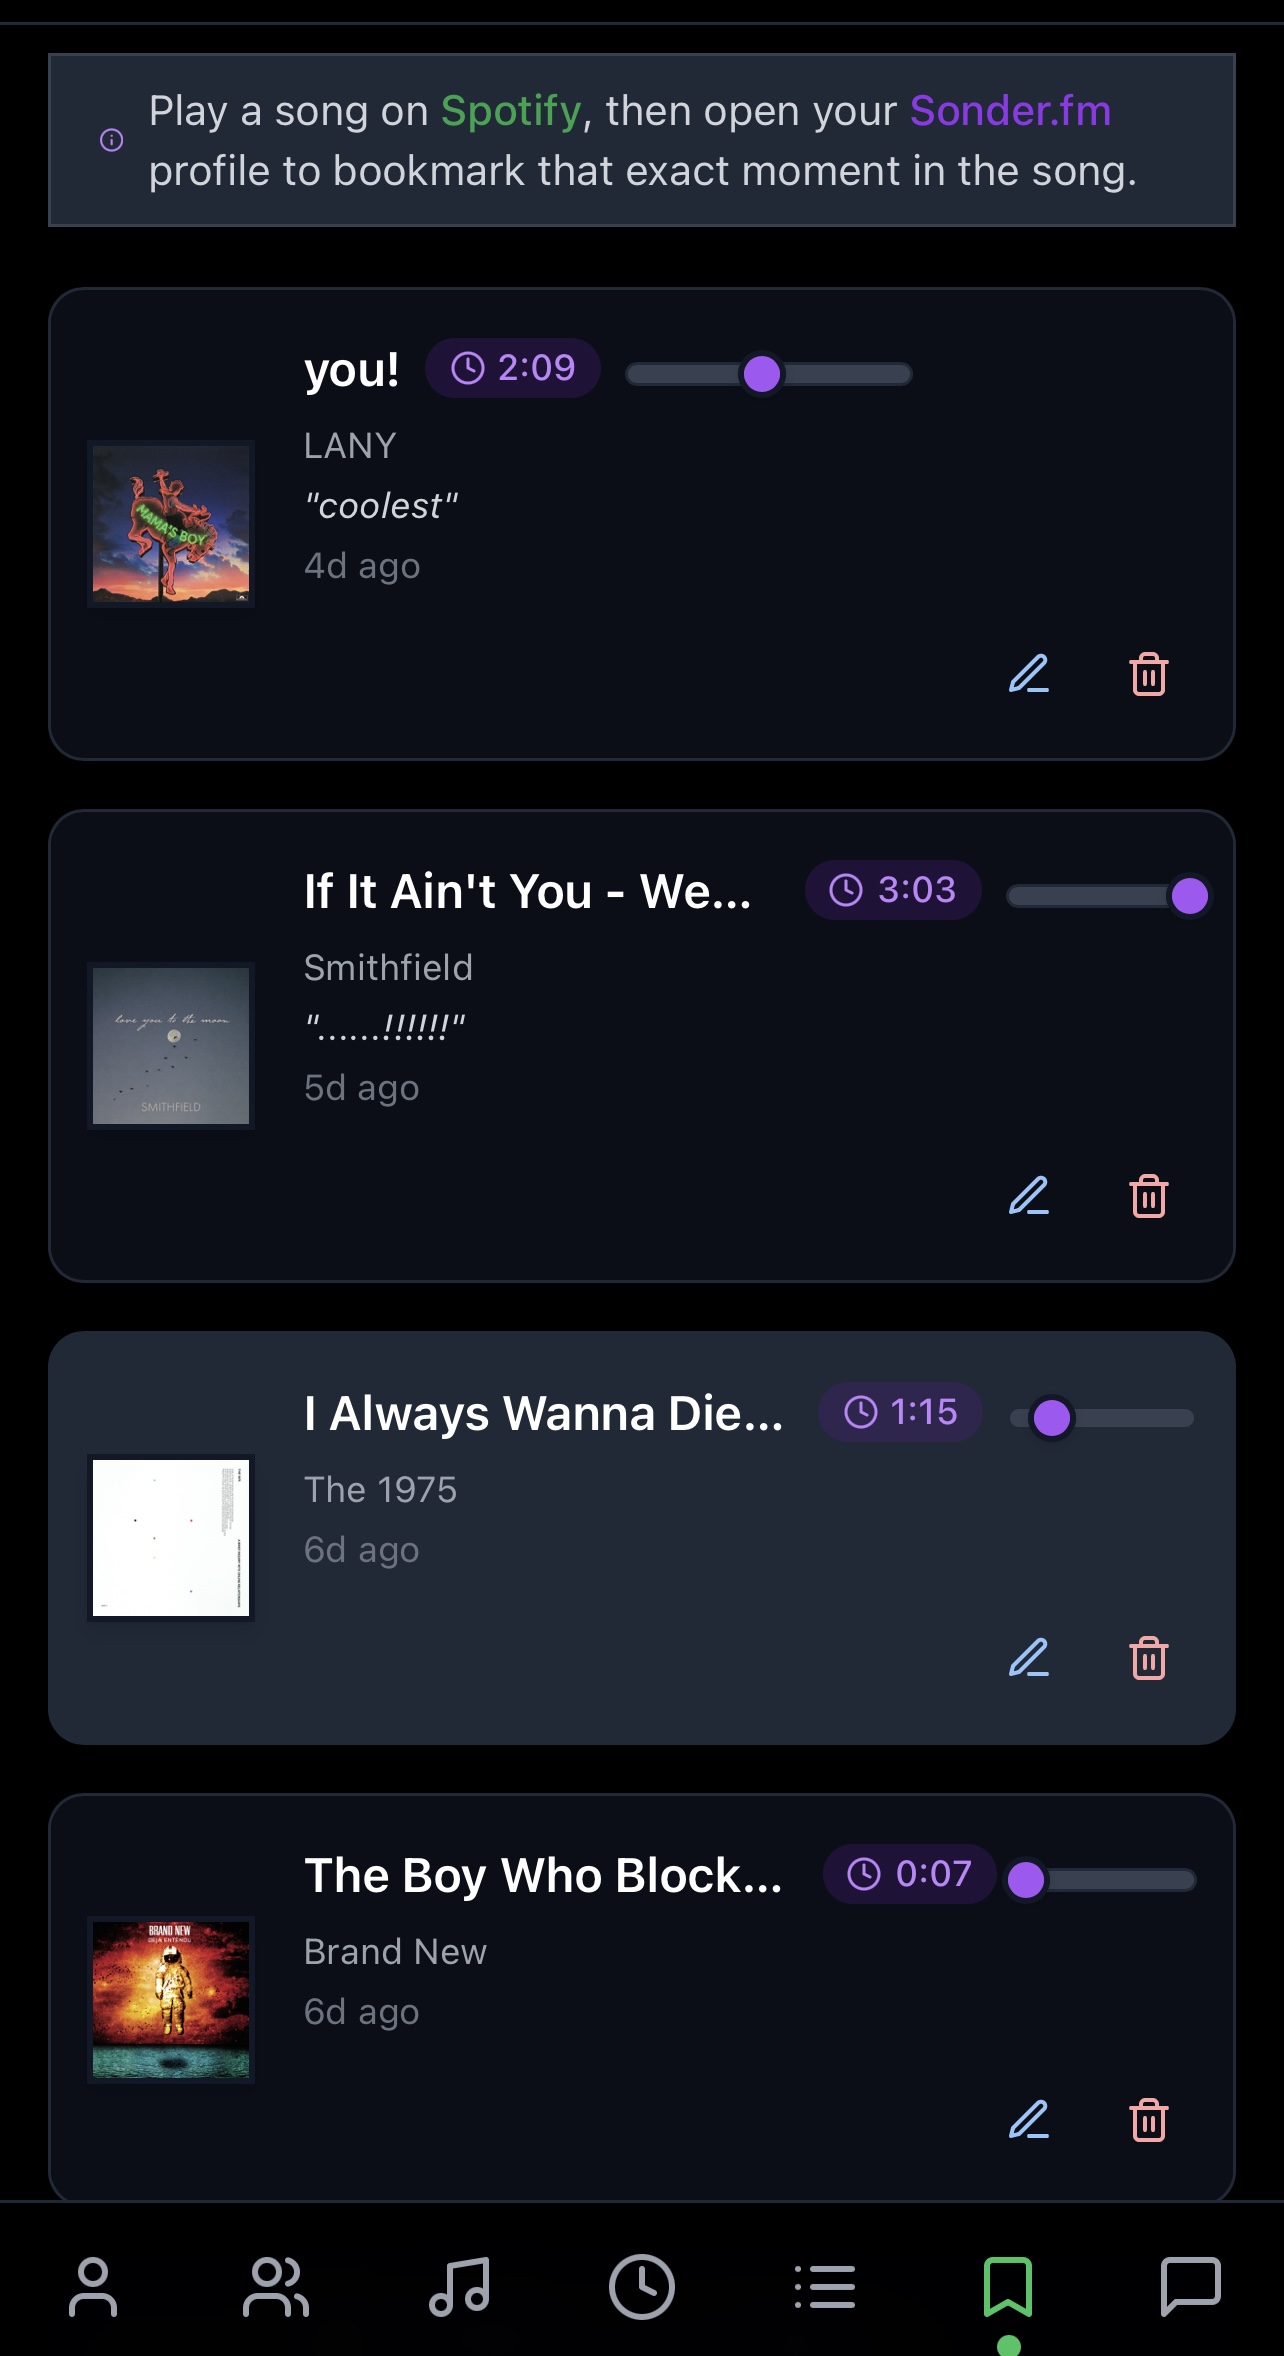 Play a song on Spotify, then open your Sonder.fm
profile to bookmark that exact moment in the song.
you! 2:09
LANY
"coolest"
4d ago
MAMA'S BOY
If It Ain't You - We... 3:03
Smithfield
"......!!!!!!"
5d ago
love you to the moon
SMITHFIELD
I Always Wanna Die... 1:15
The 1975
6d ago
The Boy Who Block... 0:07
Brand New
6d ago
BRAND NEW
DEJA ENTENDU